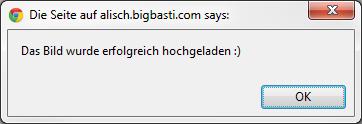 Die Seite auf alisch.bigbasti.com says:
Das Bild wurde erfolgreich hochgeladen :)
OK